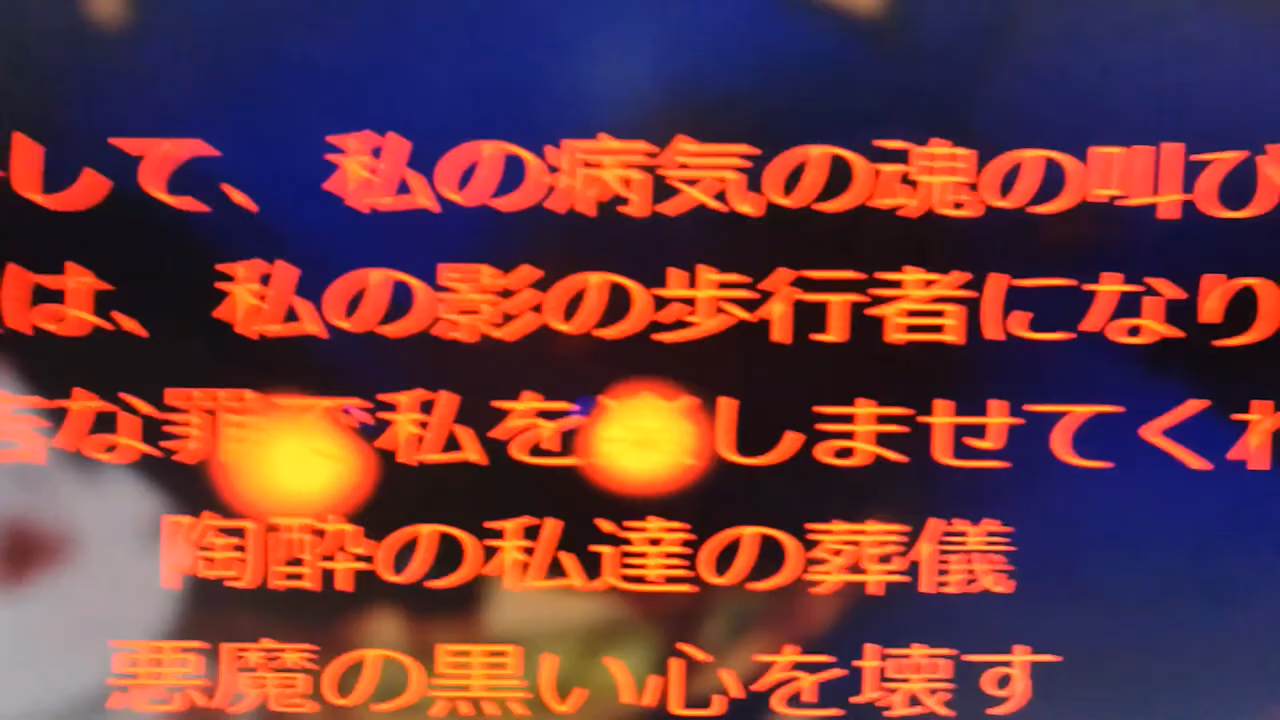 して、私の病気の魂の叫び
は、私の影の歩行者になり
な罪で私を しませてく
陶酔の私達の葬儀
悪魔の黒い心を壊す